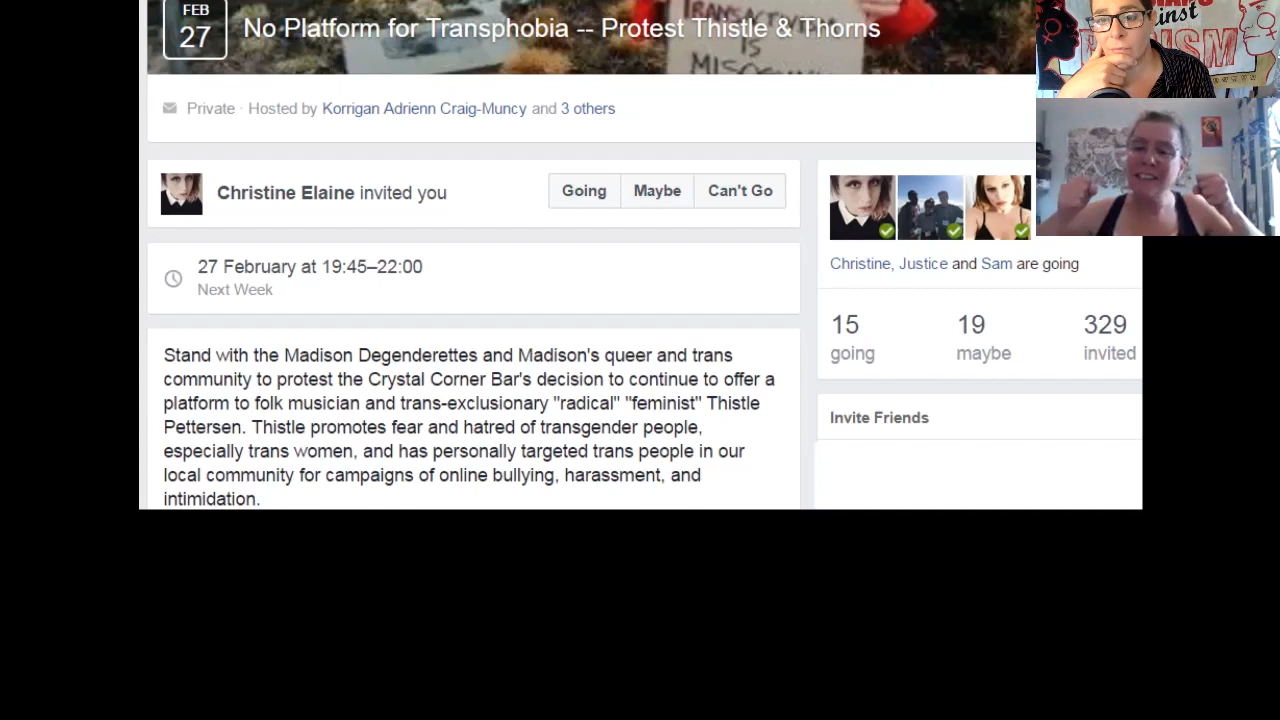 FEB
27
No Platform for Transphobia -- Protest Thistle & Thorns
TRANS
IS
inst
ISM
Private · Hosted by Korrigan Adrienn Craig-Muncy and 3 others
Christine Elaine invited you
Going
Maybe
Can't Go
27 February at 19:45–22:00
Next Week
Christine, Justice and Sam are going
15
going
19
maybe
329
invited
Invite Friends
Stand with the Madison Degenderettes and Madison's queer and trans
community to protest the Crystal Corner Bar's decision to continue to offer a
platform to folk musician and trans-exclusionary "radical" "feminist" Thistle
Pettersen. Thistle promotes fear and hatred of transgender people,
especially trans women, and has personally targeted trans people in our
local community for campaigns of online bullying, harassment, and
intimidation.